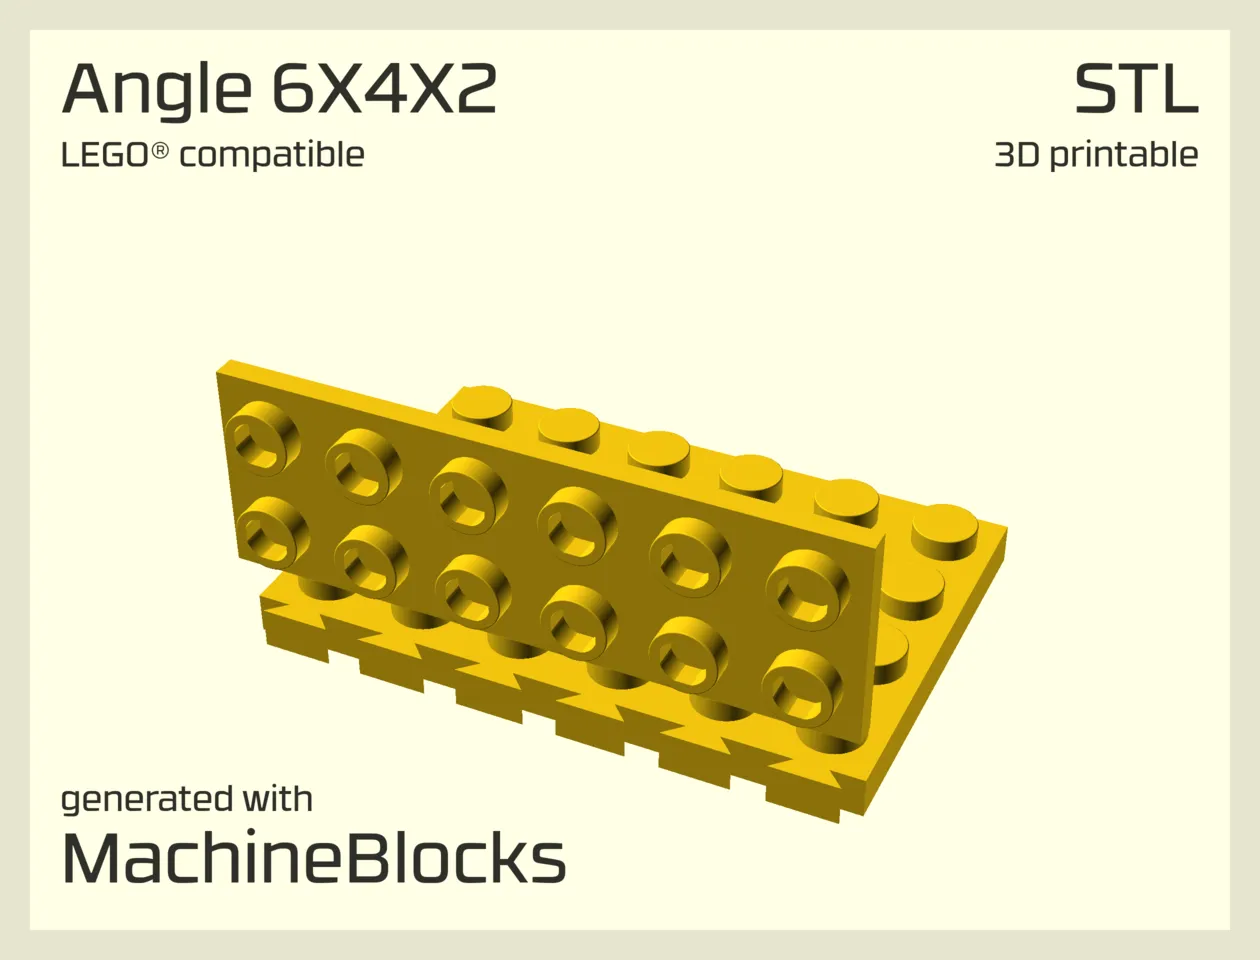 Angle 6X4X2
LEGO® compatible
STL
3D printable
generated with
MachineBlocks